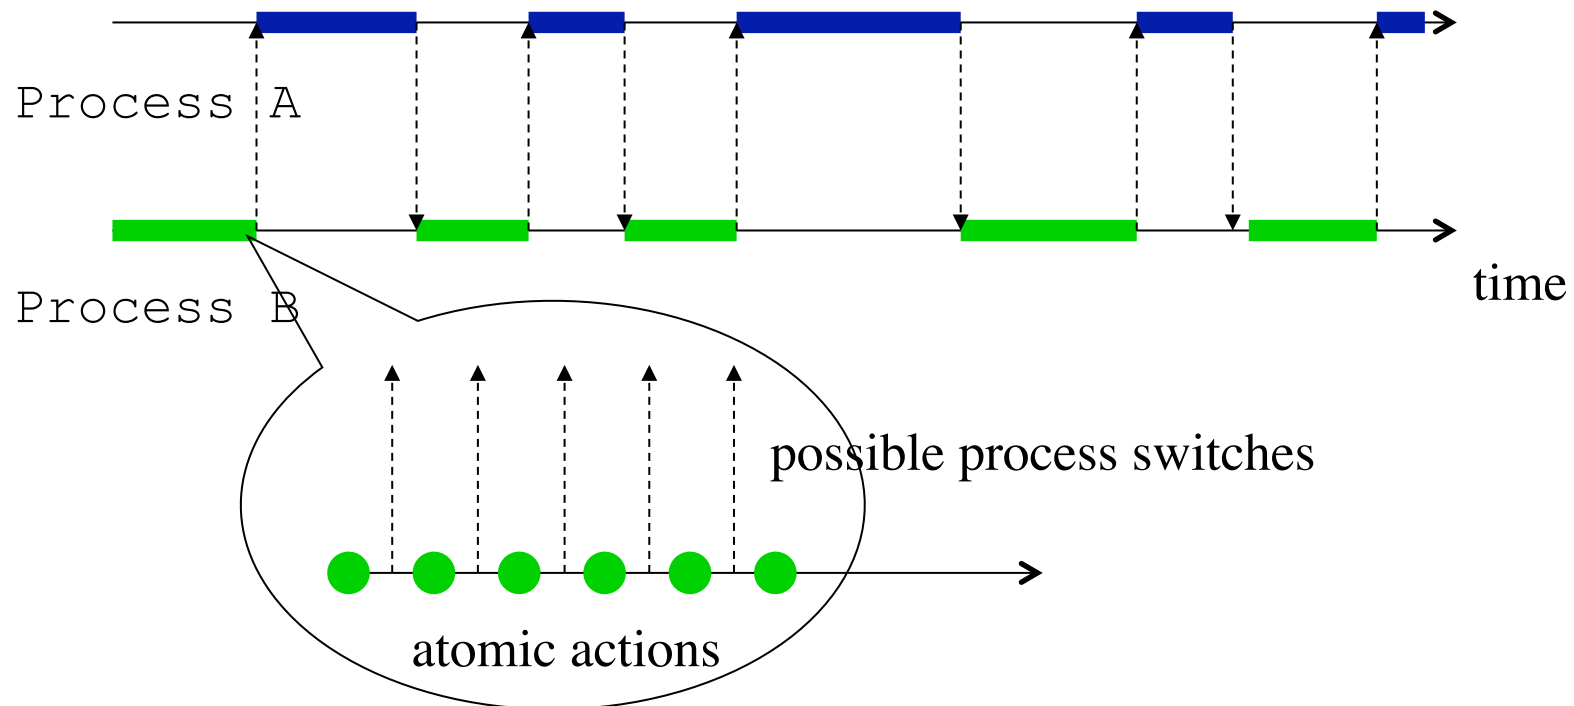 Process A
time
Process B
possible process switches
atomic actions